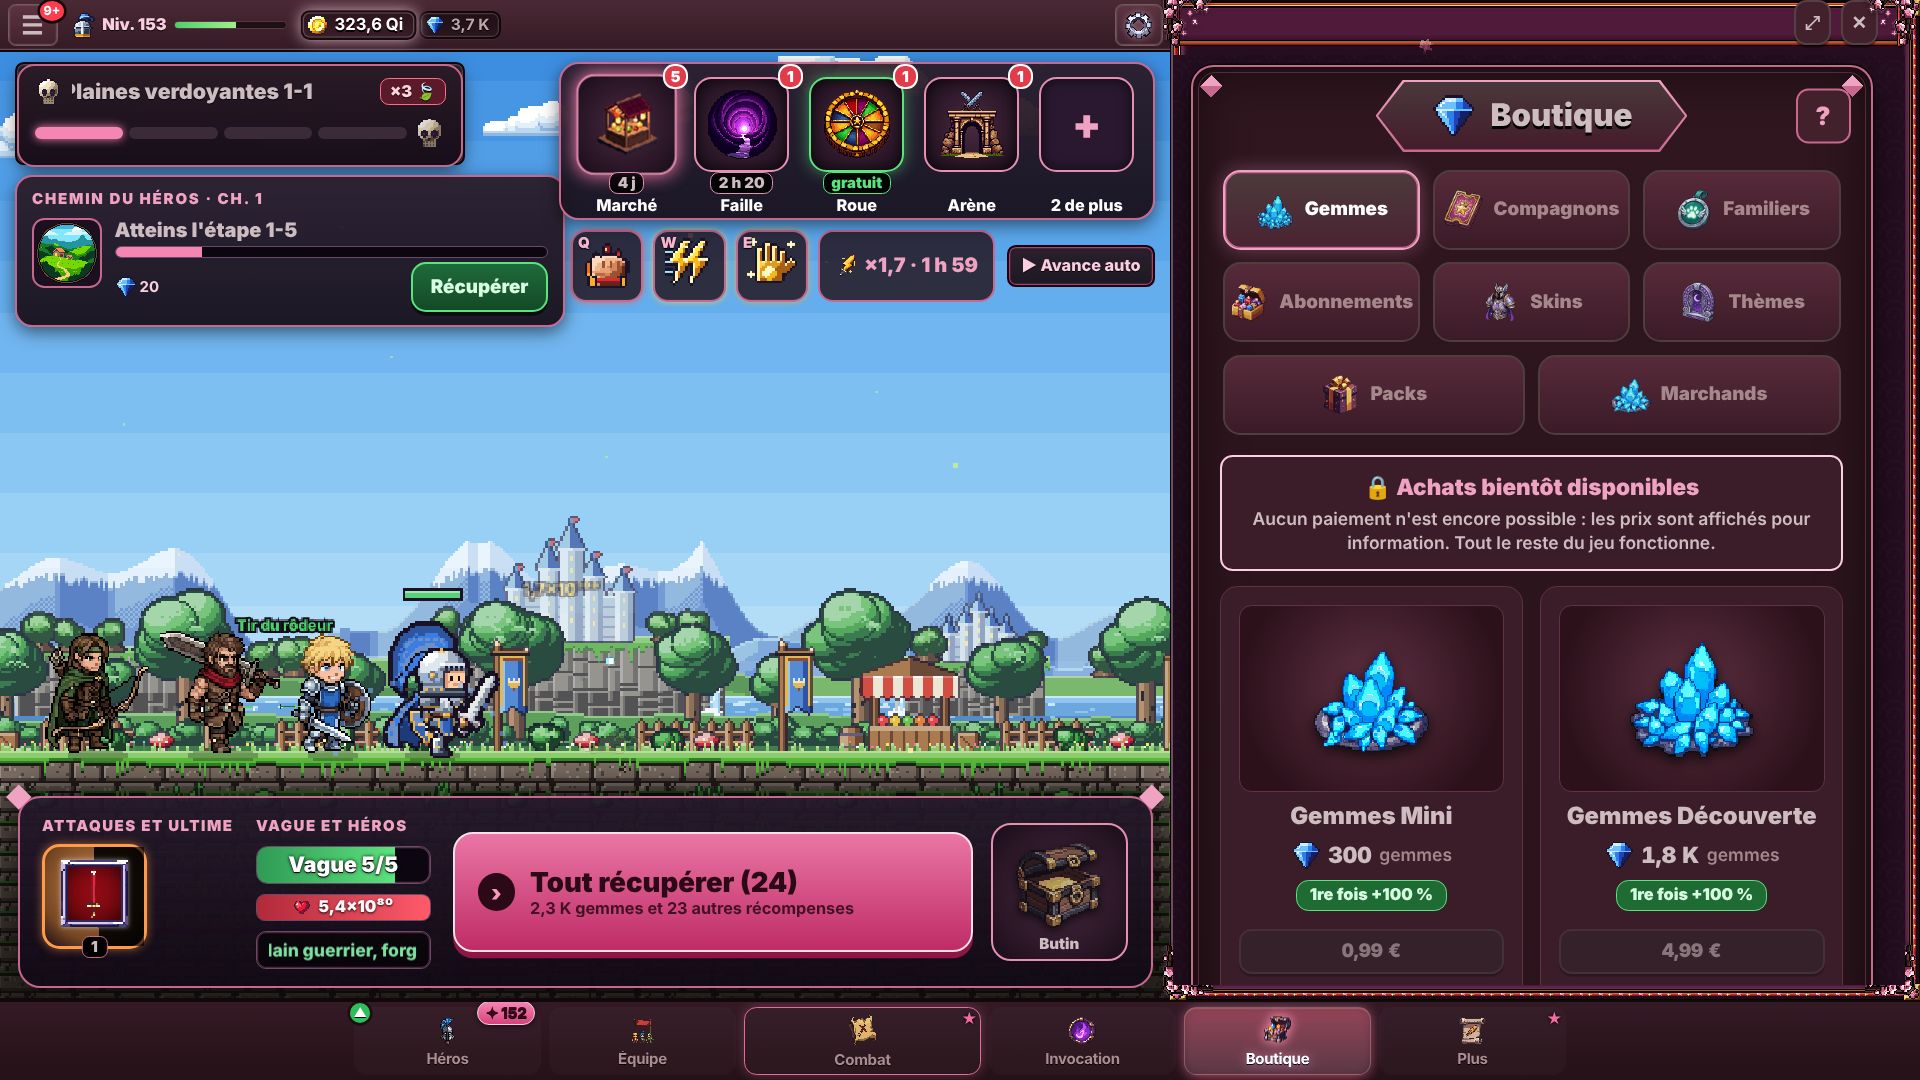 9+
Niv. 153
323,6 Qi
3,7 K
laines verdoyantes 1-1
×3
CHEMIN DU HÉROS · CH. 1
Atteins l'étape 1-5
20
Récupérer
5
4 j
Marché
1
2 h 20
Faille
1
gratuit
Roue
1
Arène
+
2 de plus
Q
W
E
×1,7 · 1 h 59
Avance auto
Tir du rôdeur
ATTAQUES ET ULTIME
1
VAGUE ET HÉROS
Vague 5/5
5,4×10⁸⁰
lain guerrier, forg
Tout récupérer (24)
2,3 K gemmes et 23 autres récompenses
Butin
Boutique
?
Gemmes
Compagnons
Familiers
Abonnements
Skins
Thèmes
Packs
Marchands
Achats bientôt disponibles
Aucun paiement n'est encore possible : les prix sont affichés pour
information. Tout le reste du jeu fonctionne.
Gemmes Mini
300 gemmes
1re fois +100 %
0,99 €
Gemmes Découverte
1,8 K gemmes
1re fois +100 %
4,99 €
152
Héros
Équipe
Combat
Invocation
Boutique
Plus